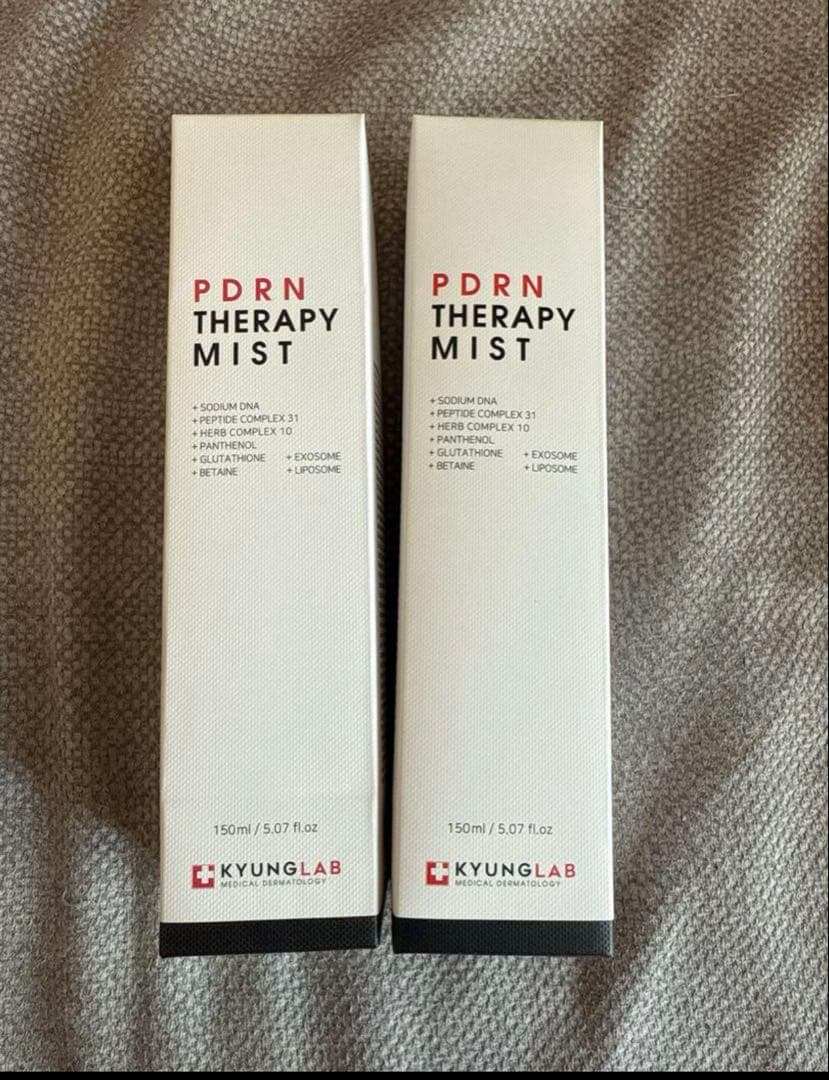 PDRN
THERAPY
MIST
+ SODIUM DNA
+ PEPTIDE COMPLEX 31
+ HERB COMPLEX 10
+ PANTHENOL
+ GLUTATHIONE + EXOSOME
+ BETAINE + LIPOSOME
150ml / 5.07 fl.oz
KYUNGLAB
MEDICAL DERMATOLOGY
PDRN
THERAPY
MIST
+ SODIUM DNA
+ PEPTIDE COMPLEX 31
+ HERB COMPLEX 10
+ PANTHENOL
+ GLUTATHIONE + EXOSOME
+ BETAINE + LIPOSOME
150ml / 5.07 fl.oz
KYUNGLAB
MEDICAL DERMATOLOGY